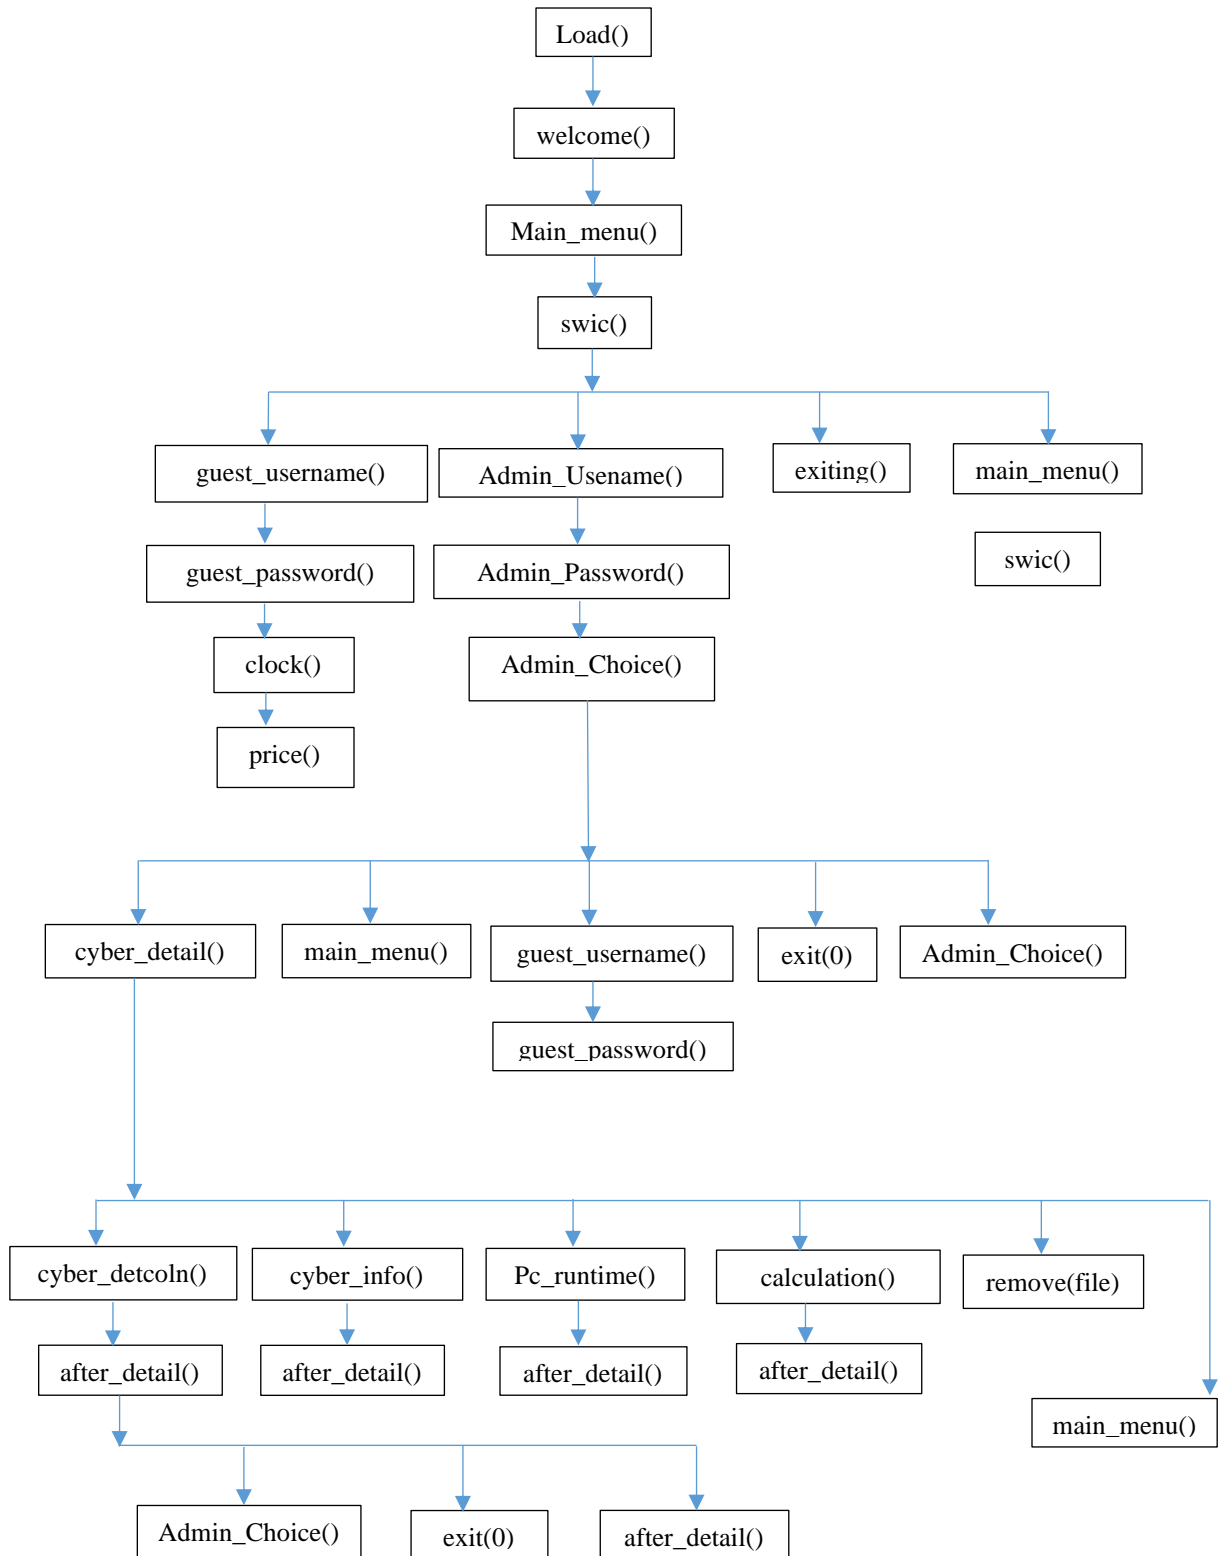 Load()
welcome()
Main_menu()
swic()
guest_username()
Admin_Usename()
exiting()
main_menu()
guest_password()
Admin_Password()
swic()
clock()
Admin_Choice()
price()
cyber_detail()
main_menu()
guest_username()
exit(0)
Admin_Choice()
guest_password()
cyber_detcoln()
cyber_info()
Pc_runtime()
calculation()
remove(file)
after_detail()
after_detail()
after_detail()
after_detail()
main_menu()
Admin_Choice()
exit(0)
after_detail()